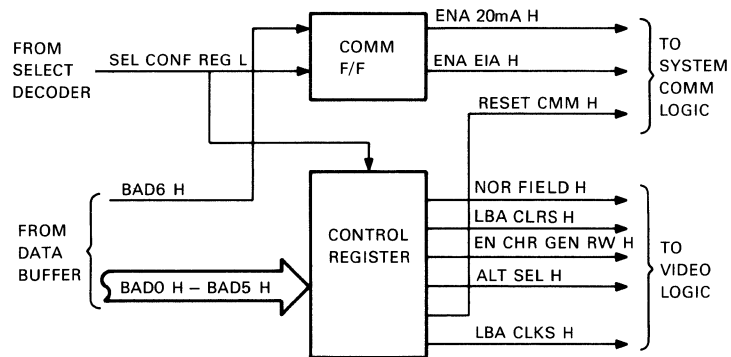 FROM
SELECT
DECODER
SEL CONF REG L
COMM
F/F
ENA 20mA H
ENA EIA H
RESET CMM H
TO
SYSTEM
COMM
LOGIC
FROM
DATA
BUFFER
BAD6 H
BAD0 H – BAD5 H
CONTROL
REGISTER
NOR FIELD H
LBA CLRS H
EN CHR GEN RW H
ALT SEL H
LBA CLKS H
TO
VIDEO
LOGIC